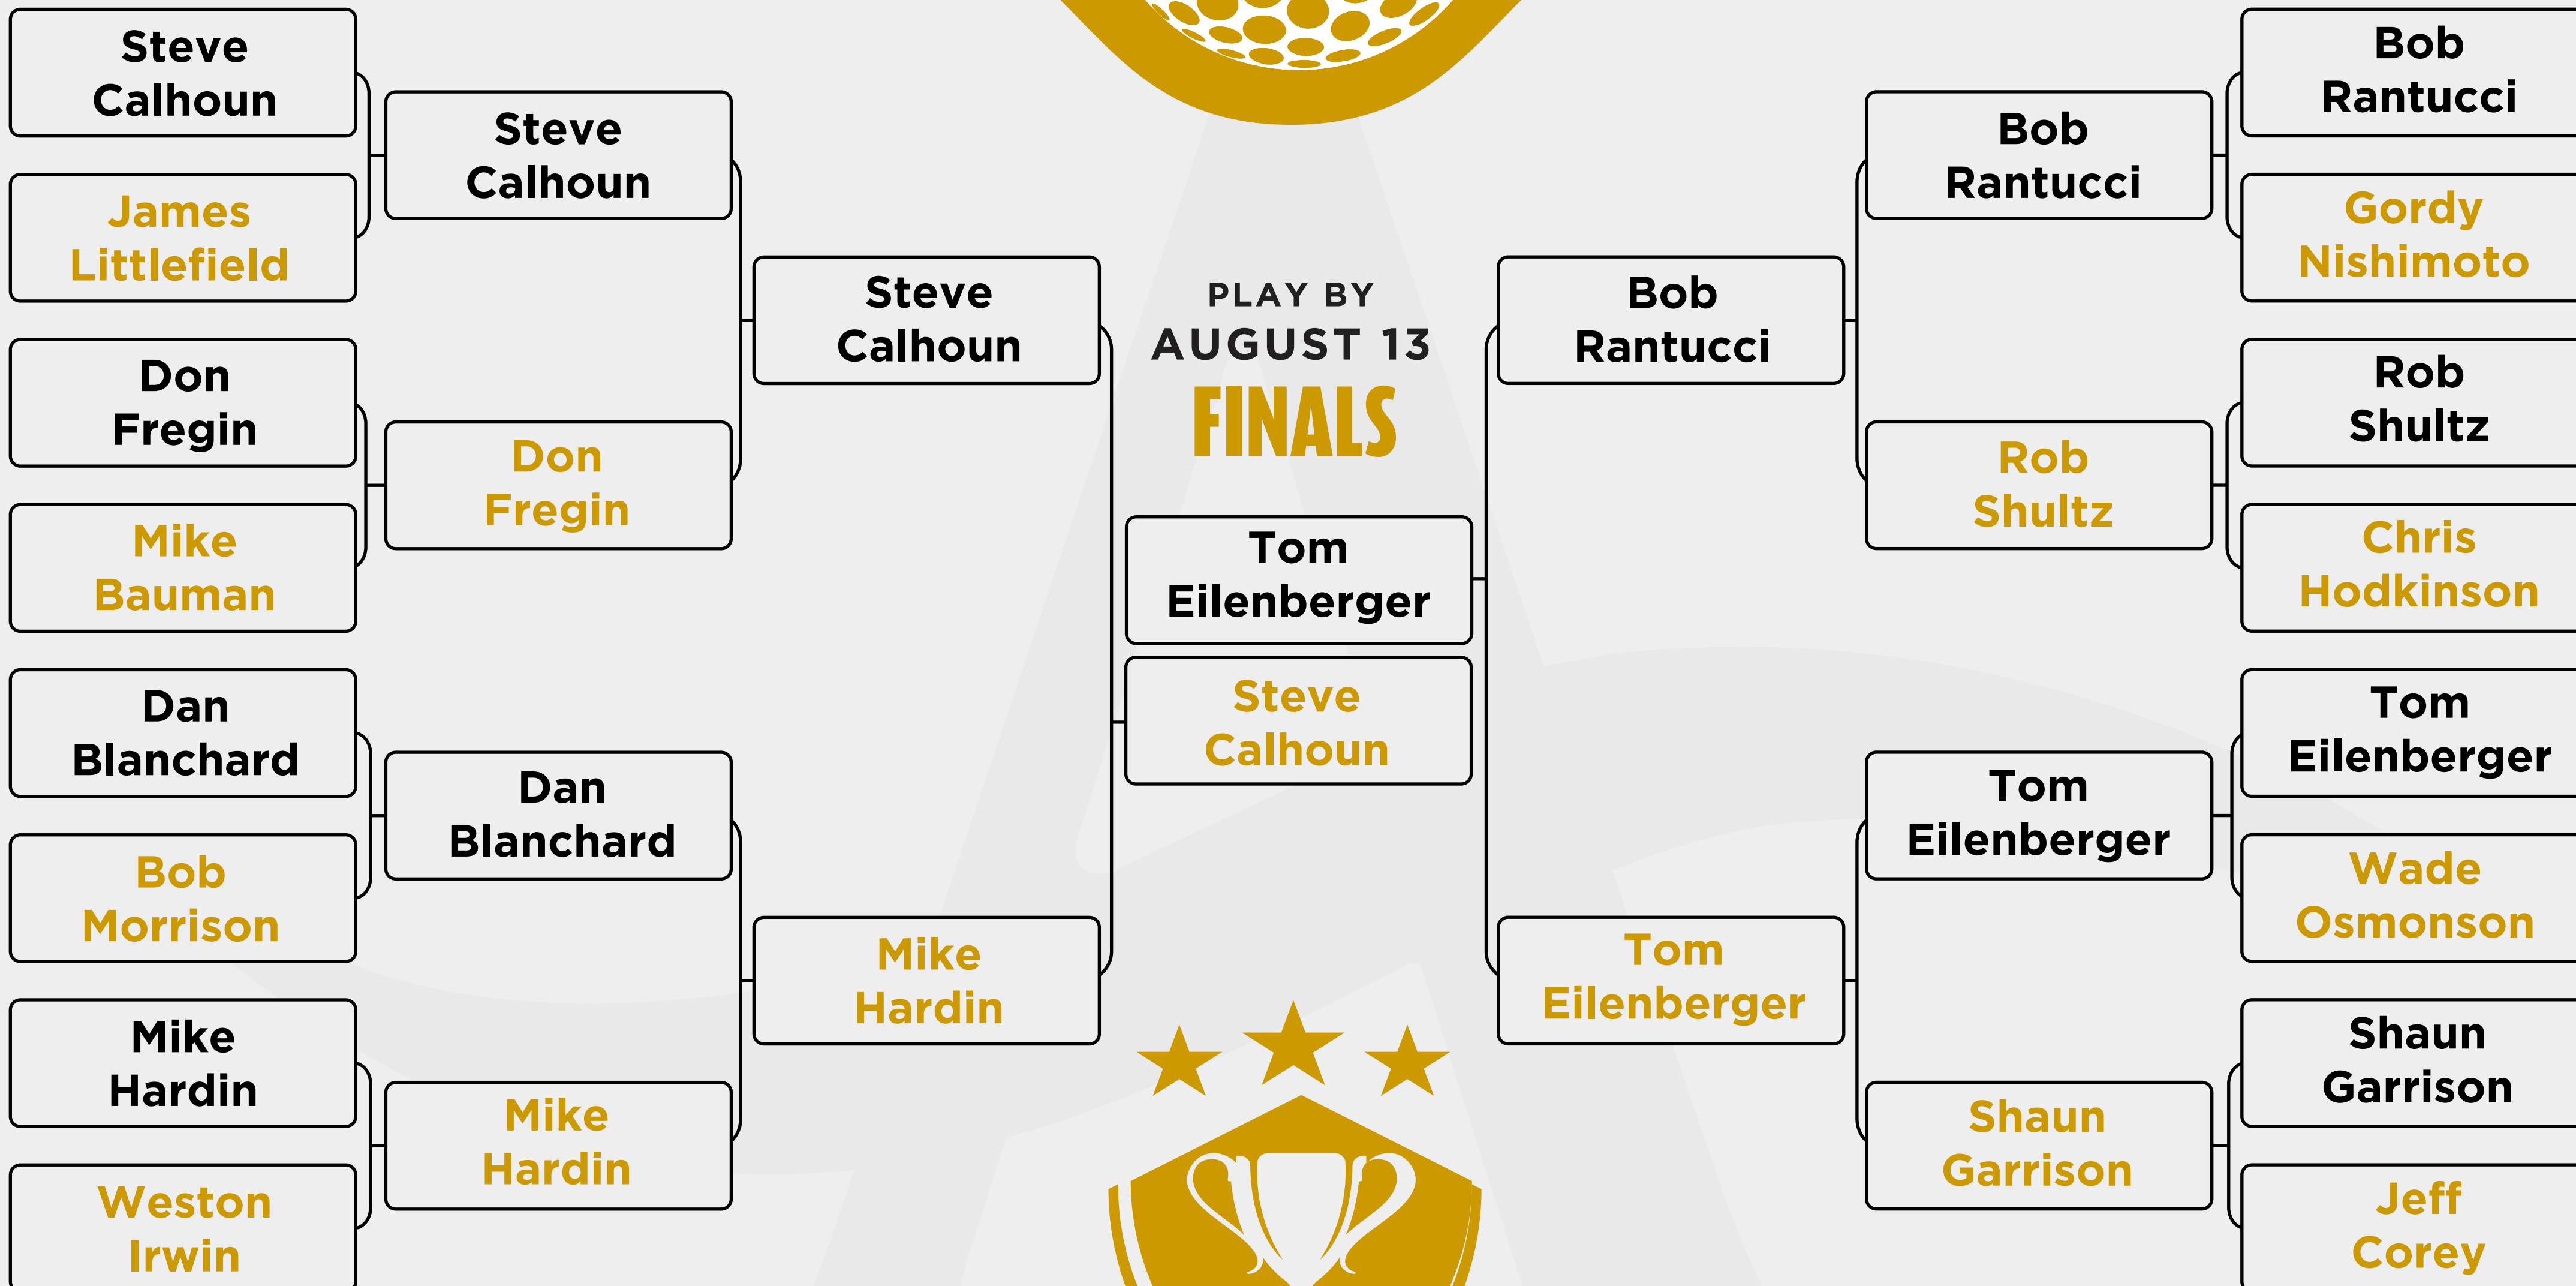 Steve
Calhoun
James
Littlefield
Don
Fregin
Mike
Bauman
Dan
Blanchard
Bob
Morrison
Mike
Hardin
Weston
Irwin
Steve
Calhoun
Don
Fregin
Dan
Blanchard
Mike
Hardin
Steve
Calhoun
Mike
Hardin
PLAY BY
AUGUST 13
FINALS
Tom
Eilenberger
Steve
Calhoun
Bob
Rantucci
Tom
Eilenberger
Bob
Rantucci
Rob
Shultz
Tom
Eilenberger
Shaun
Garrison
Bob
Rantucci
Gordy
Nishimoto
Rob
Shultz
Chris
Hodkinson
Tom
Eilenberger
Wade
Osmonson
Shaun
Garrison
Jeff
Corey